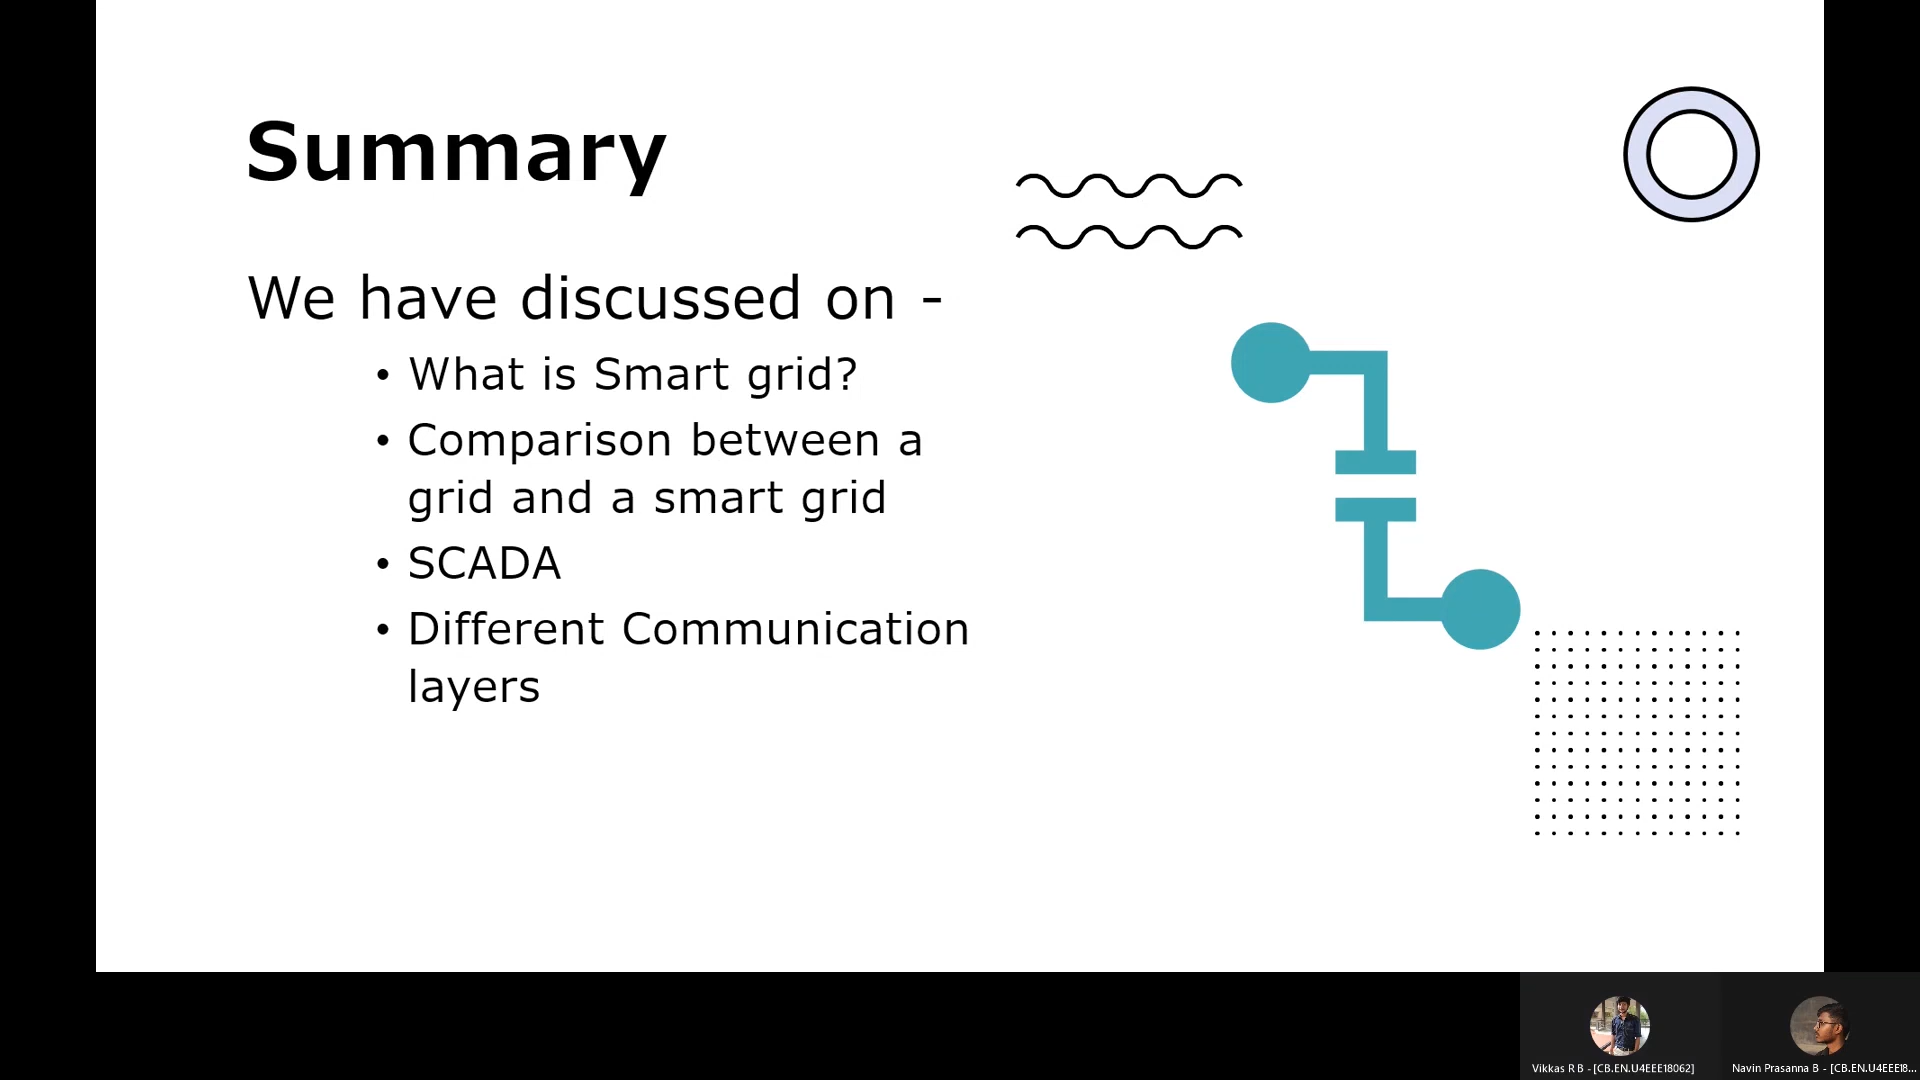 Summary
We have discussed on -
• What is Smart grid?
• Comparison between a
grid and a smart grid
• SCADA
• Different Communication
layers
Vikkas R B - [CB.EN.U4EEE18062]
Navin Prasanna B - [CB.EN.U4EEE18...